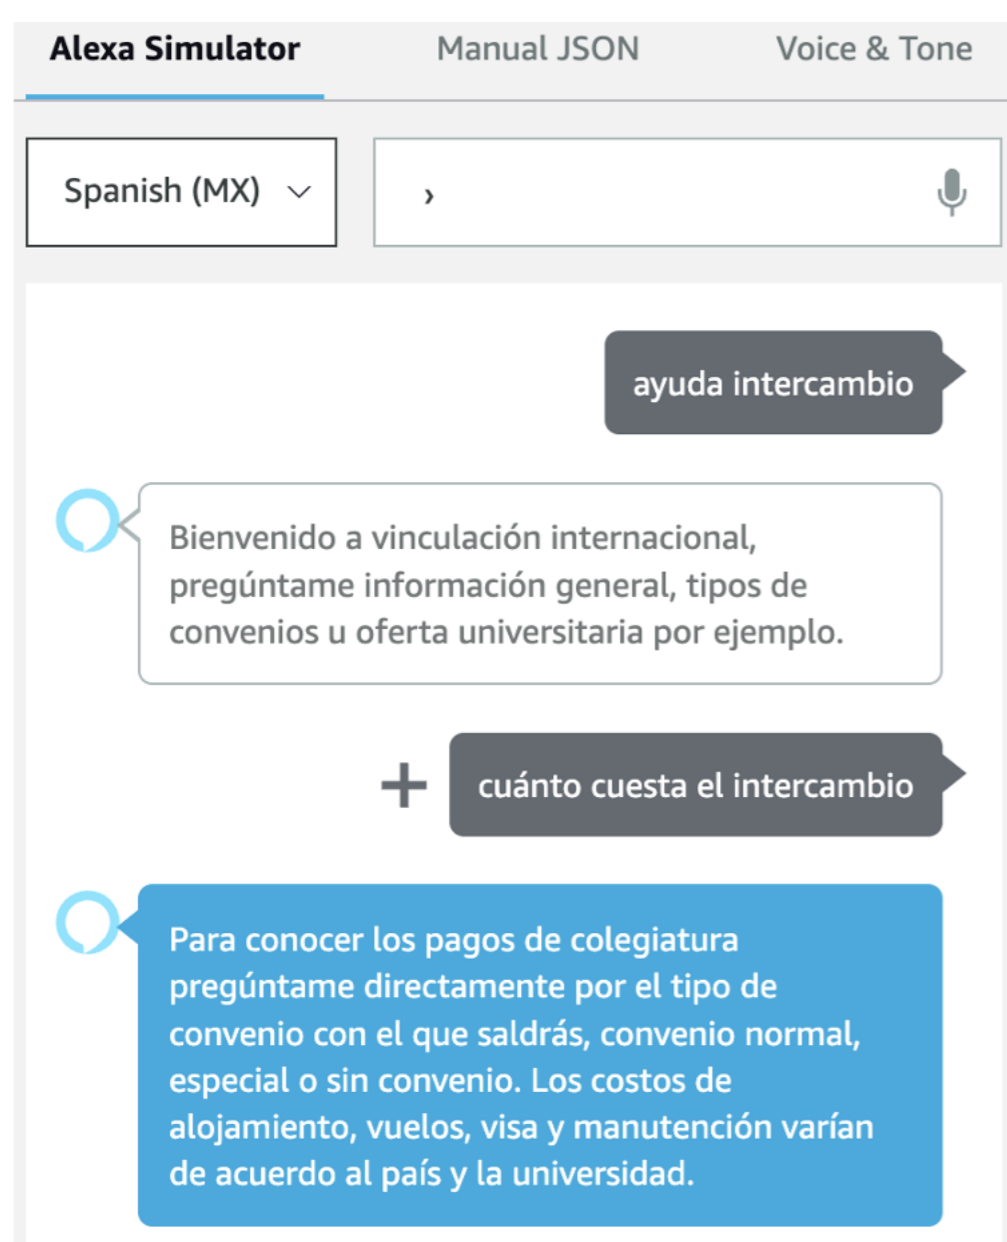 Alexa Simulator Manual JSON Voice & Tone
Spanish (MX) ›
ayuda intercambio
Bienvenido a vinculación internacional,
pregúntame información general, tipos de
convenios u oferta universitaria por ejemplo.
cuánto cuesta el intercambio
Para conocer los pagos de colegiatura
pregúntame directamente por el tipo de
convenio con el que saldrás, convenio normal,
especial o sin convenio. Los costos de
alojamiento, vuelos, visa y manutención varían
de acuerdo al país y la universidad.